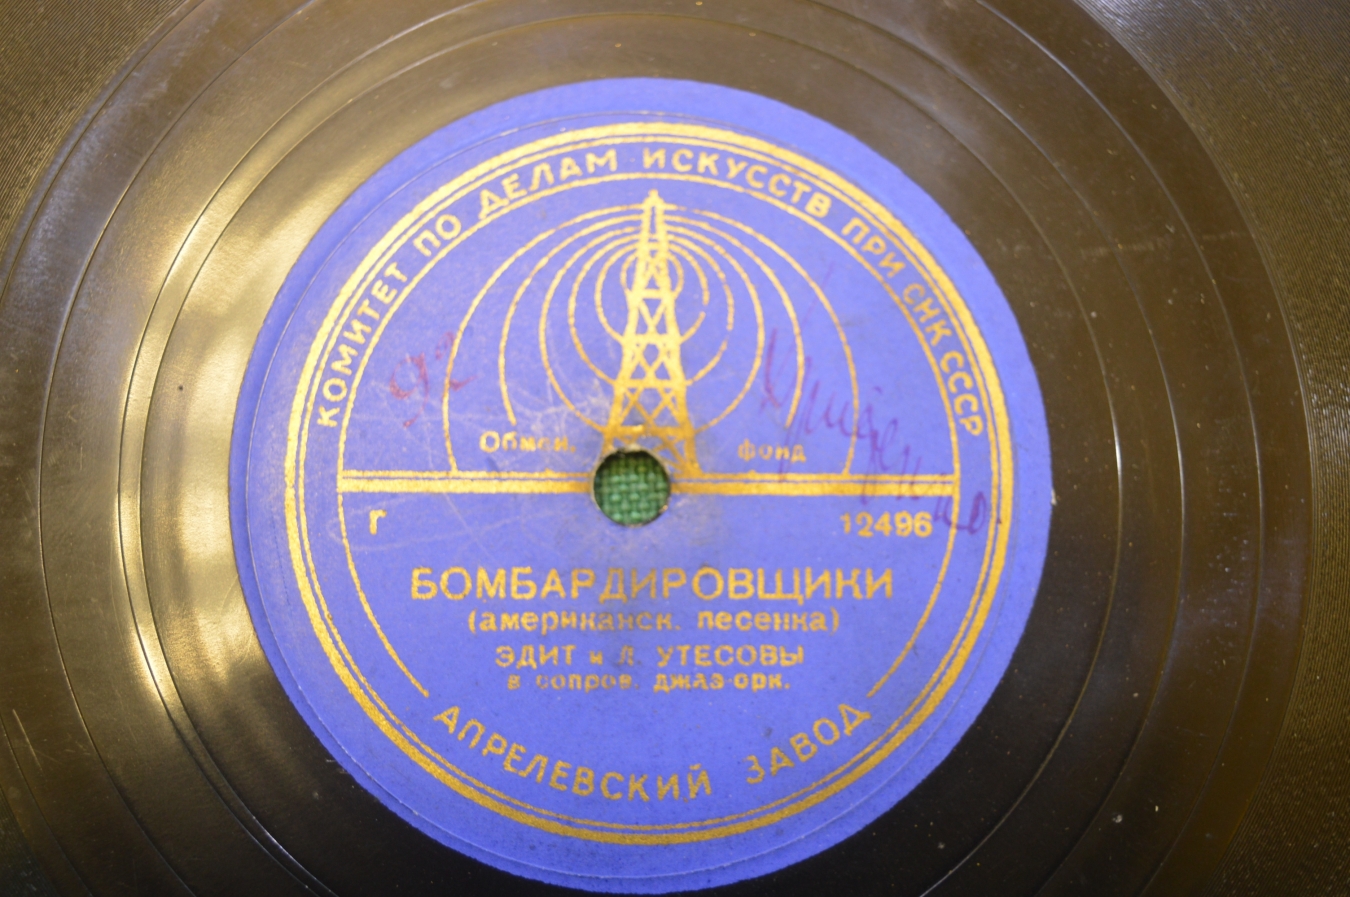 КОМИТЕТ ПО ДЕЛАМ ИСКУССТВ ПРИ СНК СССР
92
Обмен. фонд
Г 12496
БОМБАРДИРОВЩИКИ
(американск. песенка)
ЭДИТ и Л. УТЕСОВЫ
в сопров. джаз-орк.
АПРЕЛЕВСКИЙ ЗАВОД